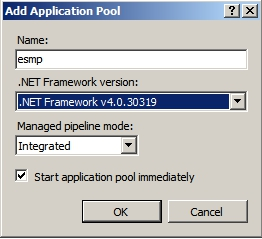 Add Application Pool
Name:
esmp
.NET Framework version:
.NET Framework v4.0.30319
Managed pipeline mode:
Integrated
Start application pool immediately
OK
Cancel